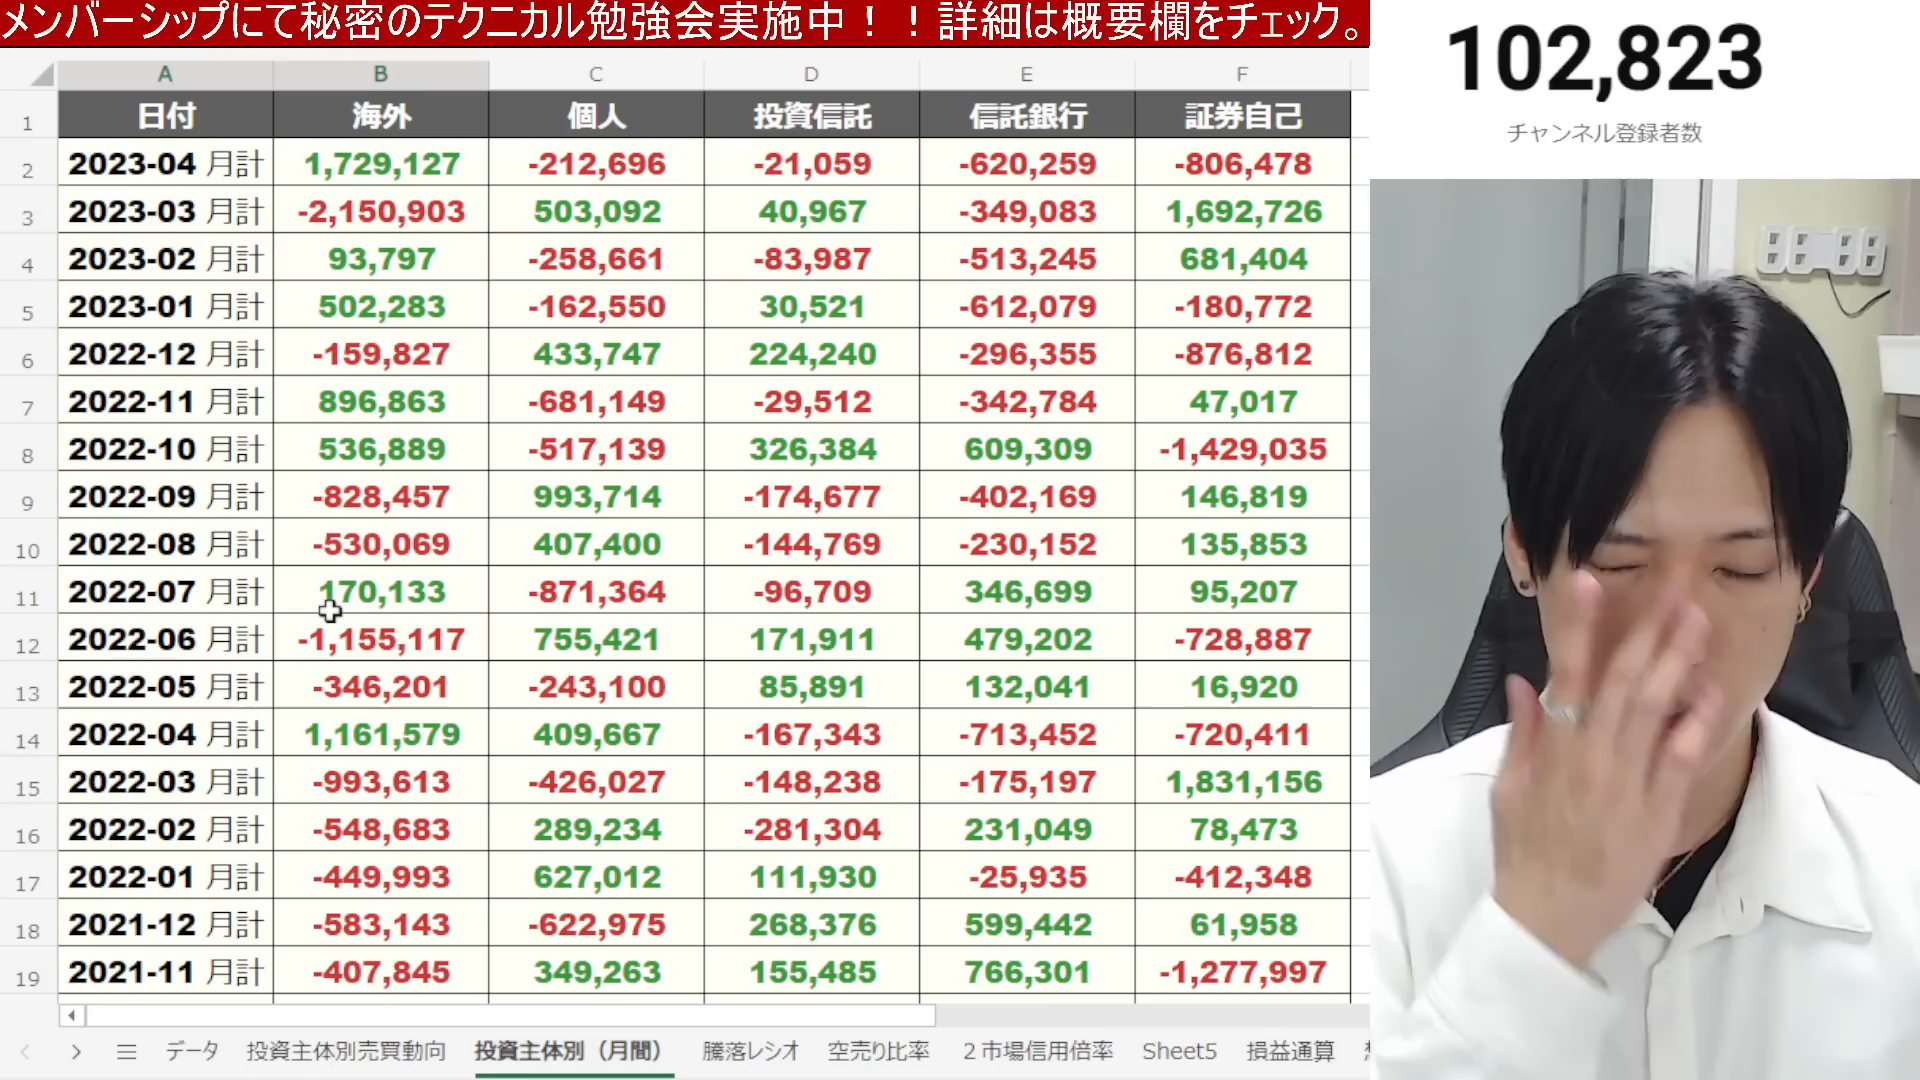 メンバーシップにて秘密のテクニカル勉強会実施中！！詳細は概要欄をチェック。
102,823
チャンネル登録者数
A B C D E F
1 日付 海外 個人 投資信託 信託銀行 証券自己
2 2023-04 月計 1,729,127 -212,696 -21,059 -620,259 -806,478
3 2023-03 月計 -2,150,903 503,092 40,967 -349,083 1,692,726
4 2023-02 月計 93,797 -258,661 -83,987 -513,245 681,404
5 2023-01 月計 502,283 -162,550 30,521 -612,079 -180,772
6 2022-12 月計 -159,827 433,747 224,240 -296,355 -876,812
7 2022-11 月計 896,863 -681,149 -29,512 -342,784 47,017
8 2022-10 月計 536,889 -517,139 326,384 609,309 -1,429,035
9 2022-09 月計 -828,457 993,714 -174,677 -402,169 146,819
10 2022-08 月計 -530,069 407,400 -144,769 -230,152 135,853
11 2022-07 月計 170,133 -871,364 -96,709 346,699 95,207
12 2022-06 月計 -1,155,117 755,421 171,911 479,202 -728,887
13 2022-05 月計 -346,201 -243,100 85,891 132,041 16,920
14 2022-04 月計 1,161,579 409,667 -167,343 -713,452 -720,411
15 2022-03 月計 -993,613 -426,027 -148,238 -175,197 1,831,156
16 2022-02 月計 -548,683 289,234 -281,304 231,049 78,473
17 2022-01 月計 -449,993 627,012 111,930 -25,935 -412,348
18 2021-12 月計 -583,143 -622,975 268,376 599,442 61,958
19 2021-11 月計 -407,845 349,263 155,485 766,301 -1,277,997
データ 投資主体別売買動向 投資主体別（月間） 騰落レシオ 空売り比率 ２市場信用倍率 Sheet5 損益通算